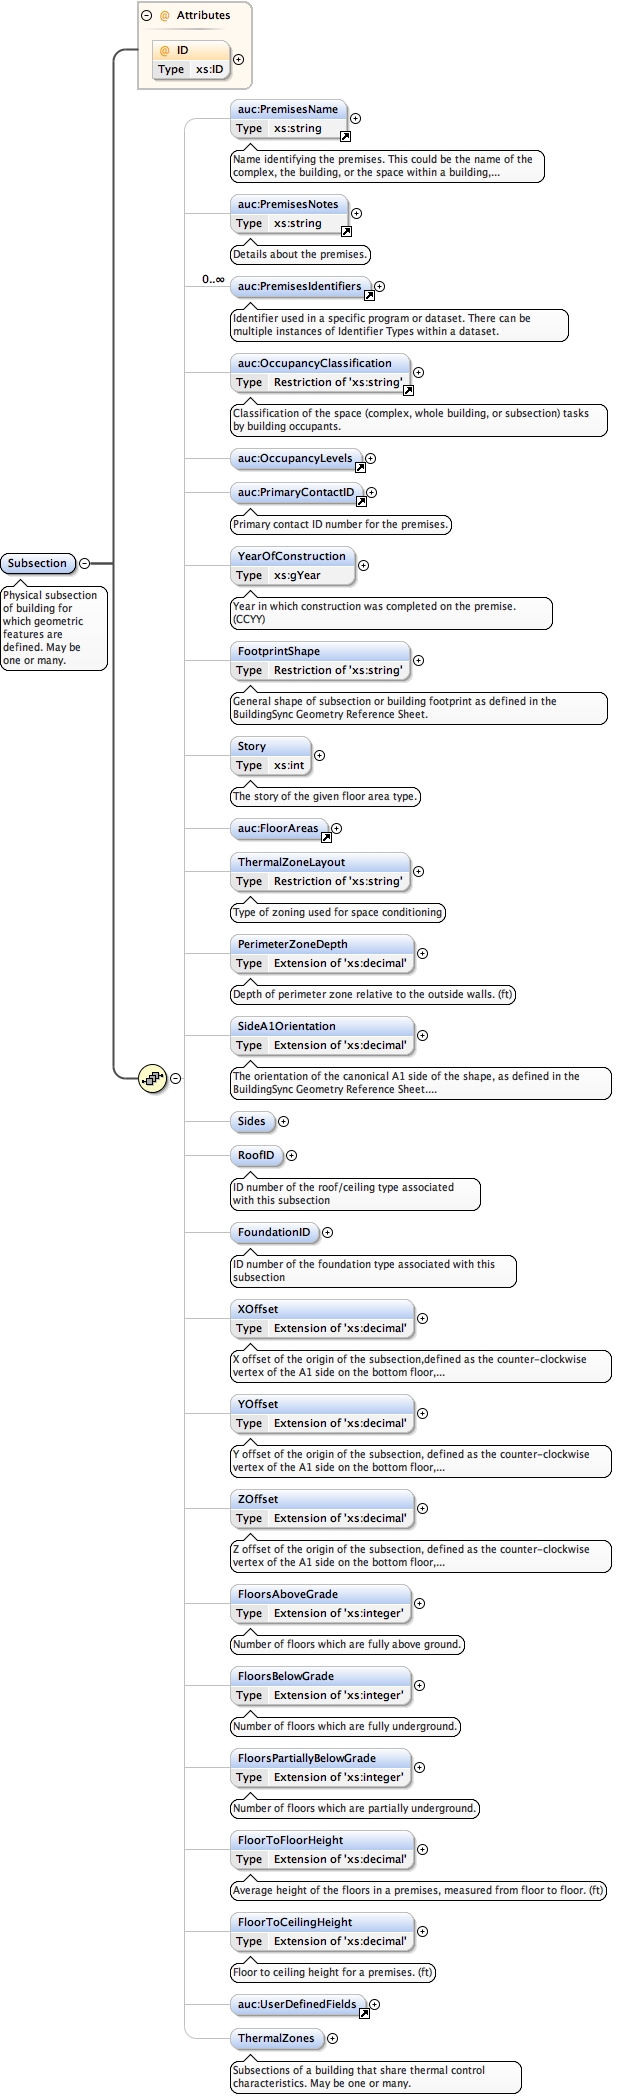 Attributes
@ ID
Type xs:ID
auc:PremisesName
Type xs:string
Name identifying the premises. This could be the name of the
complex, the building, or the space within a building,...
auc:PremisesNotes
Type xs:string
Details about the premises.
0..∞
auc:PremisesIdentifiers
Identifier used in a specific program or dataset. There can be
multiple instances of Identifier Types within a dataset.
auc:OccupancyClassification
Type Restriction of 'xs:string'
Classification of the space (complex, whole building, or subsection) tasks
by building occupants.
auc:OccupancyLevels
auc:PrimaryContactID
Primary contact ID number for the premises.
Subsection
Physical subsection
of building for
which geometric
features are
defined. May be
one or many.
YearOfConstruction
Type xs:gYear
Year in which construction was completed on the premise.
(CCYY)
FootprintShape
Type Restriction of 'xs:string'
General shape of subsection or building footprint as defined in the
BuildingSync Geometry Reference Sheet.
Story
Type xs:int
The story of the given floor area type.
auc:FloorAreas
ThermalZoneLayout
Type Restriction of 'xs:string'
Type of zoning used for space conditioning
PerimeterZoneDepth
Type Extension of 'xs:decimal'
Depth of perimeter zone relative to the outside walls. (ft)
SideA1Orientation
Type Extension of 'xs:decimal'
The orientation of the canonical A1 side of the shape, as defined in the
BuildingSync Geometry Reference Sheet....
Sides
RoofID
ID number of the roof/ceiling type associated
with this subsection
FoundationID
ID number of the foundation type associated with this
subsection
XOffset
Type Extension of 'xs:decimal'
X offset of the origin of the subsection,defined as the counter-clockwise
vertex of the A1 side on the bottom floor,...
YOffset
Type Extension of 'xs:decimal'
Y offset of the origin of the subsection, defined as the counter-clockwise
vertex of the A1 side on the bottom floor,...
ZOffset
Type Extension of 'xs:decimal'
Z offset of the origin of the subsection, defined as the counter-clockwise
vertex of the A1 side on the bottom floor,...
FloorsAboveGrade
Type Extension of 'xs:integer'
Number of floors which are fully above ground.
FloorsBelowGrade
Type Extension of 'xs:integer'
Number of floors which are fully underground.
FloorsPartiallyBelowGrade
Type Extension of 'xs:integer'
Number of floors which are partially underground.
FloorToFloorHeight
Type Extension of 'xs:decimal'
Average height of the floors in a premises, measured from floor to floor. (ft)
FloorToCeilingHeight
Type Extension of 'xs:decimal'
Floor to ceiling height for a premises. (ft)
auc:UserDefinedFields
ThermalZones
Subsections of a building that share thermal control
characteristics. May be one or many.